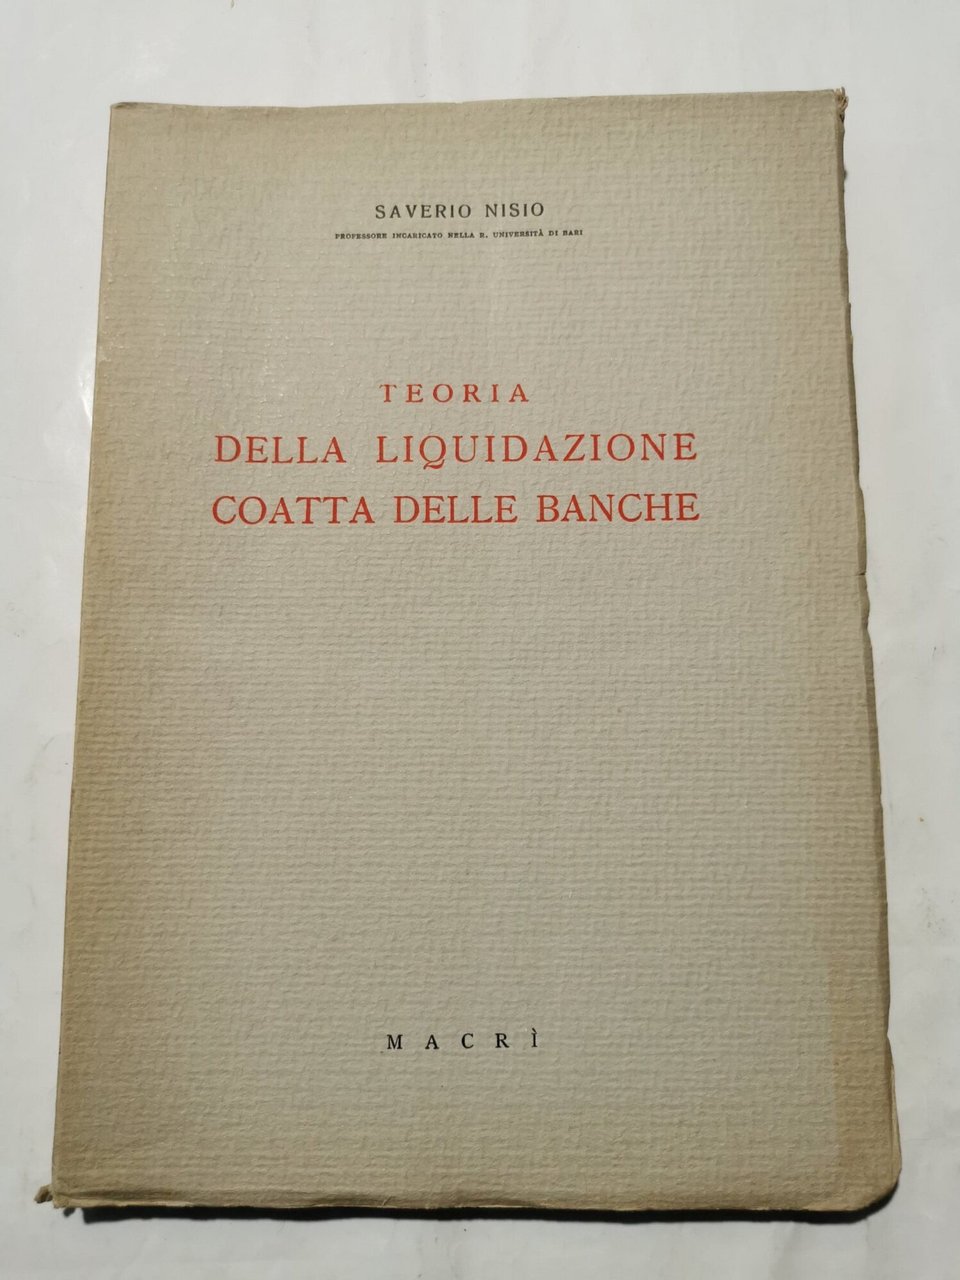 SAVERIO NISIO
PROFESSORE INCARICATO NELLA R. UNIVERSITÀ DI BARI
TEORIA
DELLA LIQUIDAZIONE
COATTA DELLE BANCHE
MACRÌ